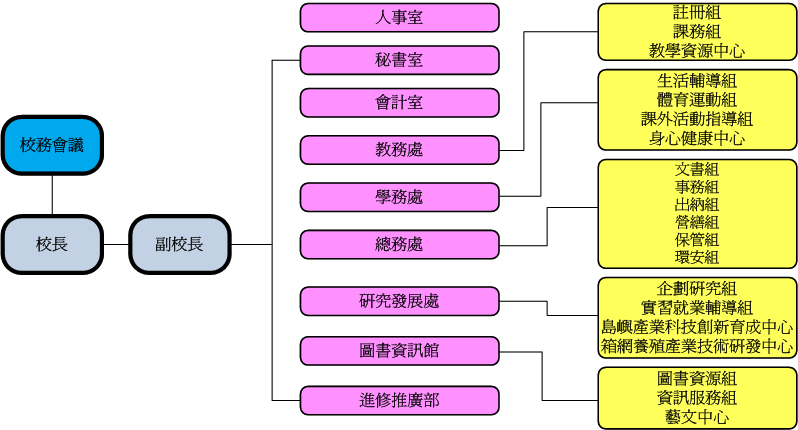 校務會議
校長
副校長
人事室
秘書室
會計室
教務處
學務處
總務處
研究發展處
圖書資訊館
進修推廣部
註冊組
課務組
教學資源中心
生活輔導組
體育運動組
課外活動指導組
身心健康中心
文書組
事務組
出納組
營繕組
保管組
環安組
企劃研究組
實習就業輔導組
島嶼產業科技創新育成中心
箱網養殖產業技術研發中心
圖書資源組
資訊服務組
藝文中心